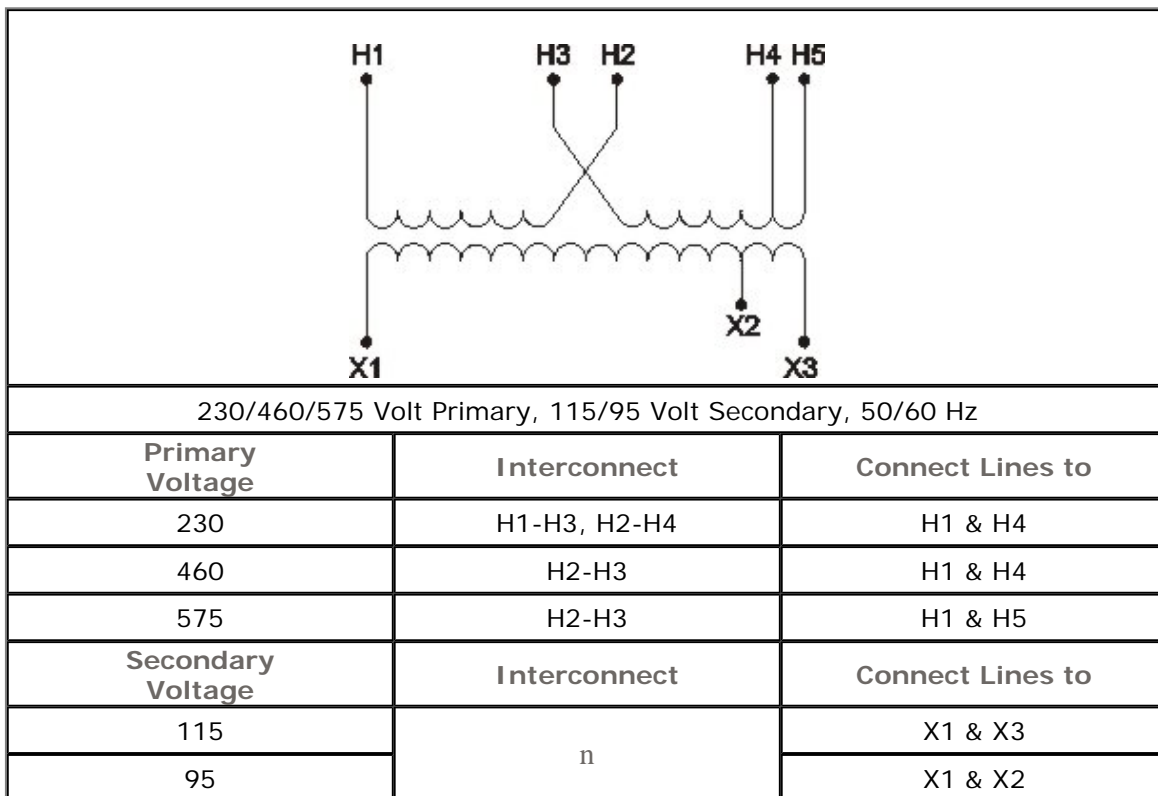 H1 H3 H2 H4 H5
X2
X1 X3
230/460/575 Volt Primary, 115/95 Volt Secondary, 50/60 Hz
Primary
Voltage
Interconnect
Connect Lines to
230
H1-H3, H2-H4
H1 & H4
460
H2-H3
H1 & H4
575
H2-H3
H1 & H5
Secondary
Voltage
Interconnect
Connect Lines to
115
n
X1 & X3
95
X1 & X2